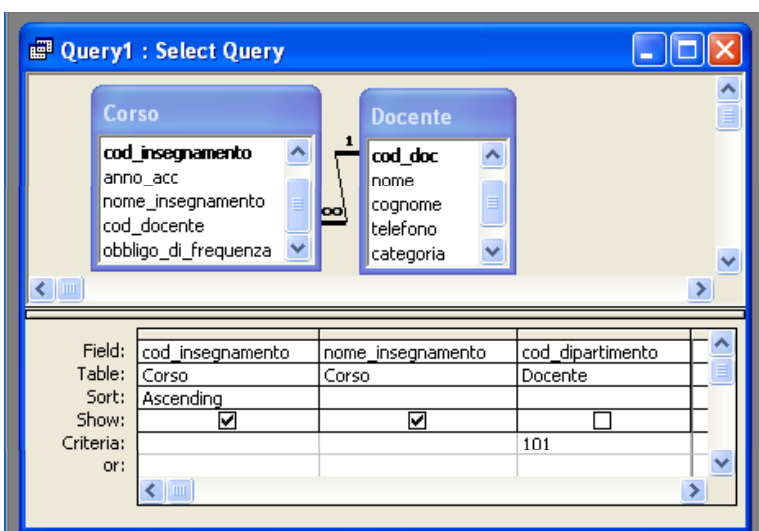 Query1 : Select Query
Corso
cod_insegnamento
anno_acc
nome_insegnamento
cod_docente
obbligo_di_frequenza
1
∞
Docente
cod_doc
nome
cognome
telefono
categoria
Field: cod_insegnamento nome_insegnamento cod_dipartimento
Table: Corso Corso Docente
Sort: Ascending
Show:
Criteria: 101
or: